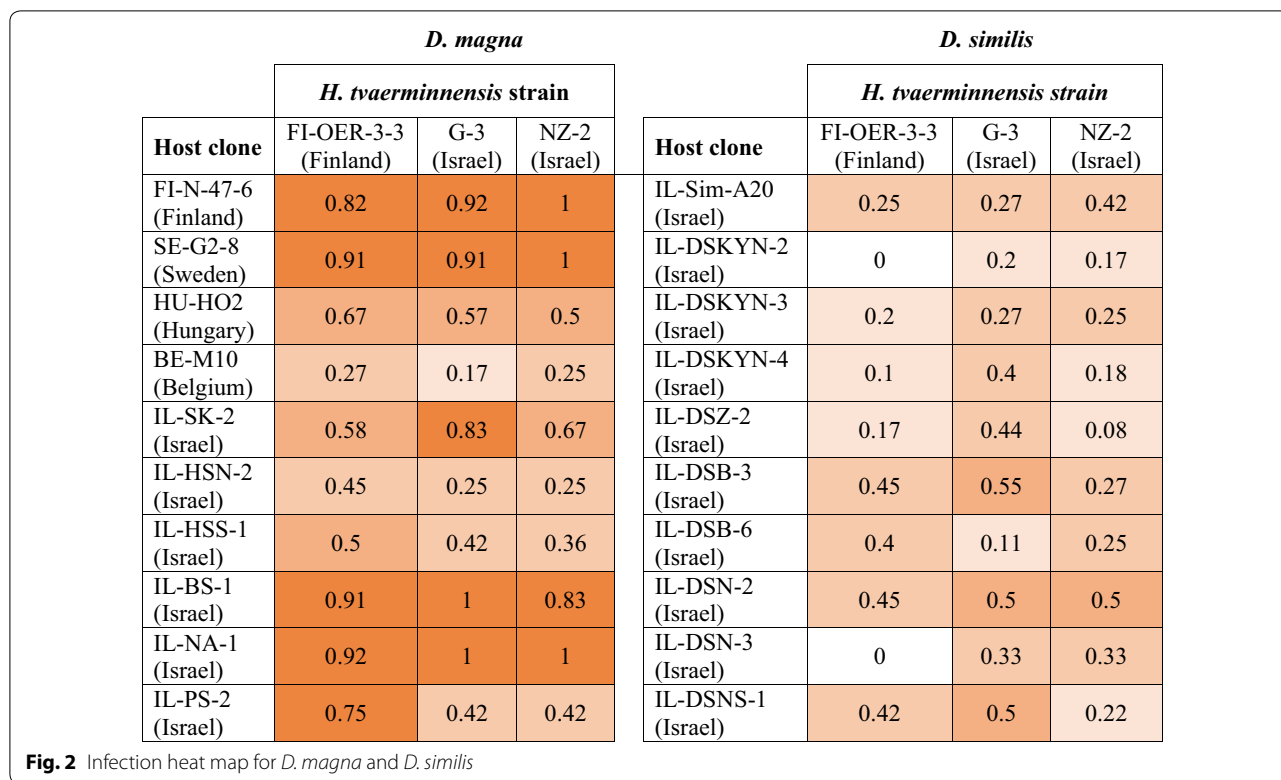 D. magna
D. similis
H. tvaerminnensis strain
H. tvaerminnensis strain
Host clone
FI-OER-3-3 (Finland)
G-3 (Israel)
NZ-2 (Israel)
Host clone
FI-OER-3-3 (Finland)
G-3 (Israel)
NZ-2 (Israel)
FI-N-47-6 (Finland) 0.82 0.92 1
IL-Sim-A20 (Israel) 0.25 0.27 0.42
SE-G2-8 (Sweden) 0.91 0.91 1
IL-DSKYN-2 (Israel) 0 0.2 0.17
HU-HO2 (Hungary) 0.67 0.57 0.5
IL-DSKYN-3 (Israel) 0.2 0.27 0.25
BE-M10 (Belgium) 0.27 0.17 0.25
IL-DSKYN-4 (Israel) 0.1 0.4 0.18
IL-SK-2 (Israel) 0.58 0.83 0.67
IL-DSZ-2 (Israel) 0.17 0.44 0.08
IL-HSN-2 (Israel) 0.45 0.25 0.25
IL-DSB-3 (Israel) 0.45 0.55 0.27
IL-HSS-1 (Israel) 0.5 0.42 0.36
IL-DSB-6 (Israel) 0.4 0.11 0.25
IL-BS-1 (Israel) 0.91 1 0.83
IL-DSN-2 (Israel) 0.45 0.5 0.5
IL-NA-1 (Israel) 0.92 1 1
IL-DSN-3 (Israel) 0 0.33 0.33
IL-PS-2 (Israel) 0.75 0.42 0.42
IL-DSNS-1 (Israel) 0.42 0.5 0.22
Fig. 2 Infection heat map for D. magna and D. similis